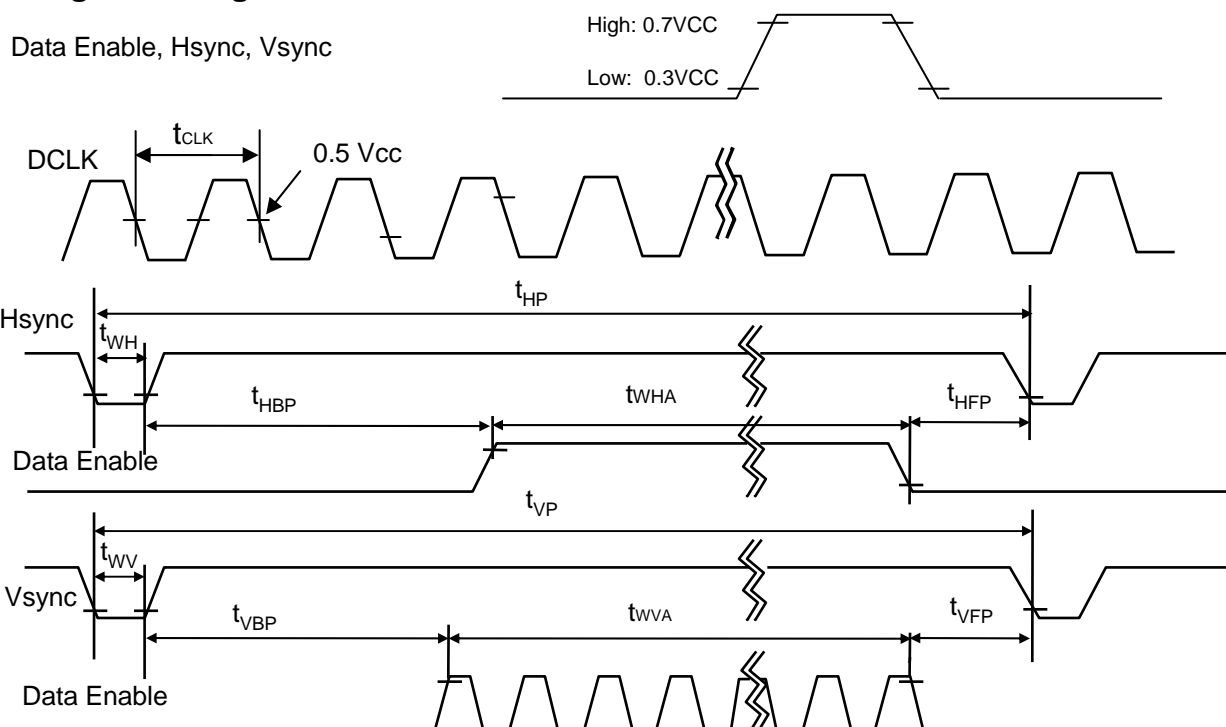 Data Enable, Hsync, Vsync
High: 0.7VCC
Low: 0.3VCC
tCLK
DCLK
0.5 Vcc
tHP
Hsync
tWH
tHBP
tWHA
tHFP
Data Enable
tVP
tWV
Vsync
tVBP
tWVA
tVFP
Data Enable